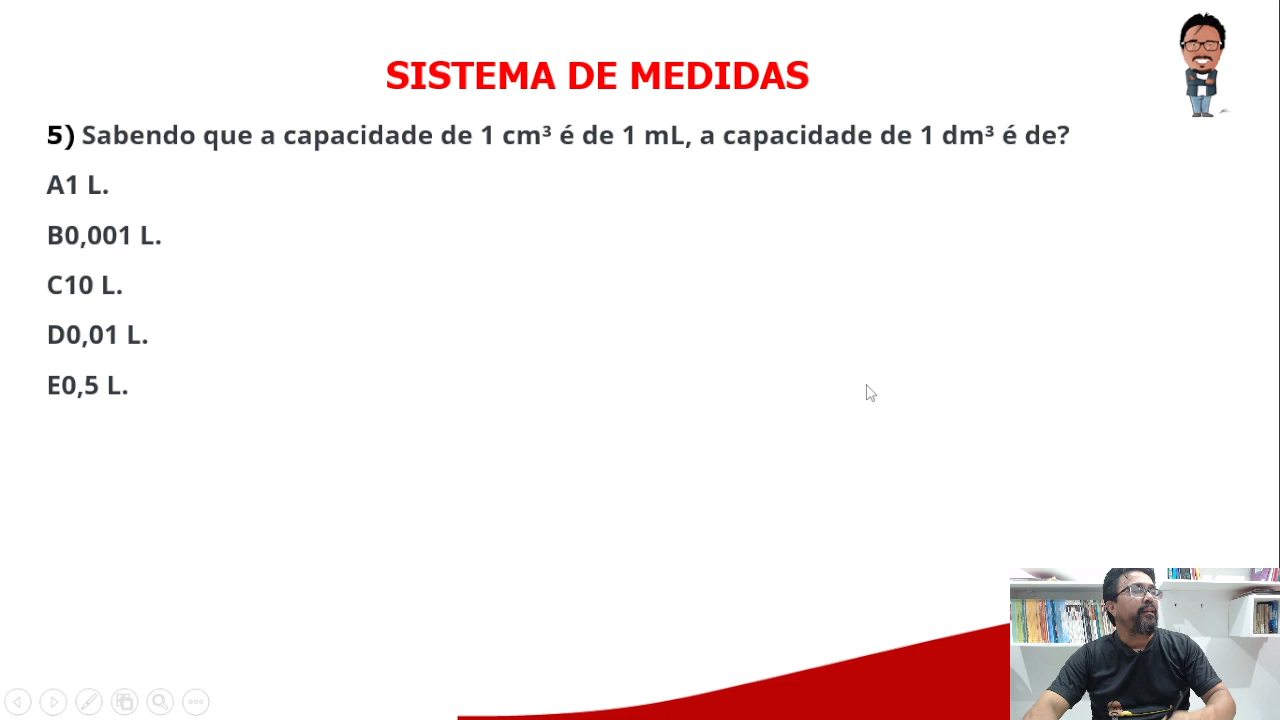 SISTEMA DE MEDIDAS
5) Sabendo que a capacidade de 1 cm³ é de 1 mL, a capacidade de 1 dm³ é de?
A1 L.
B0,001 L.
C10 L.
D0,01 L.
E0,5 L.